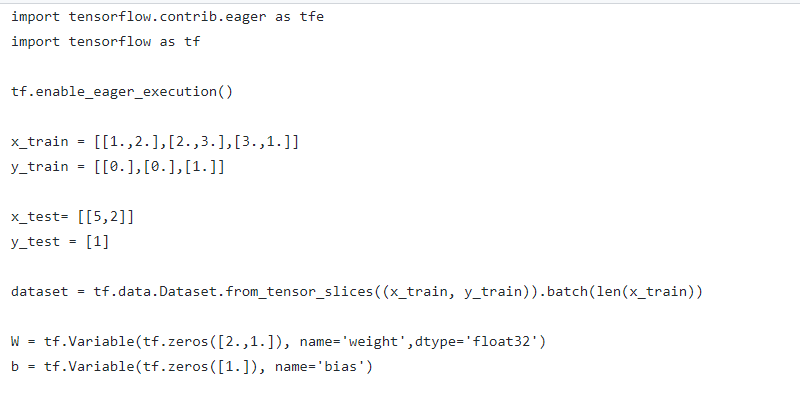 import tensorflow.contrib.eager as tfe
import tensorflow as tf
tf.enable_eager_execution()
x_train = [[1.,2.],[2.,3.],[3.,1.]]
y_train = [[0.],[0.],[1.]]
x_test= [[5,2]]
y_test = [1]
dataset = tf.data.Dataset.from_tensor_slices((x_train, y_train)).batch(len(x_train))
W = tf.Variable(tf.zeros([2.,1.]), name='weight',dtype='float32')
b = tf.Variable(tf.zeros([1.]), name='bias')